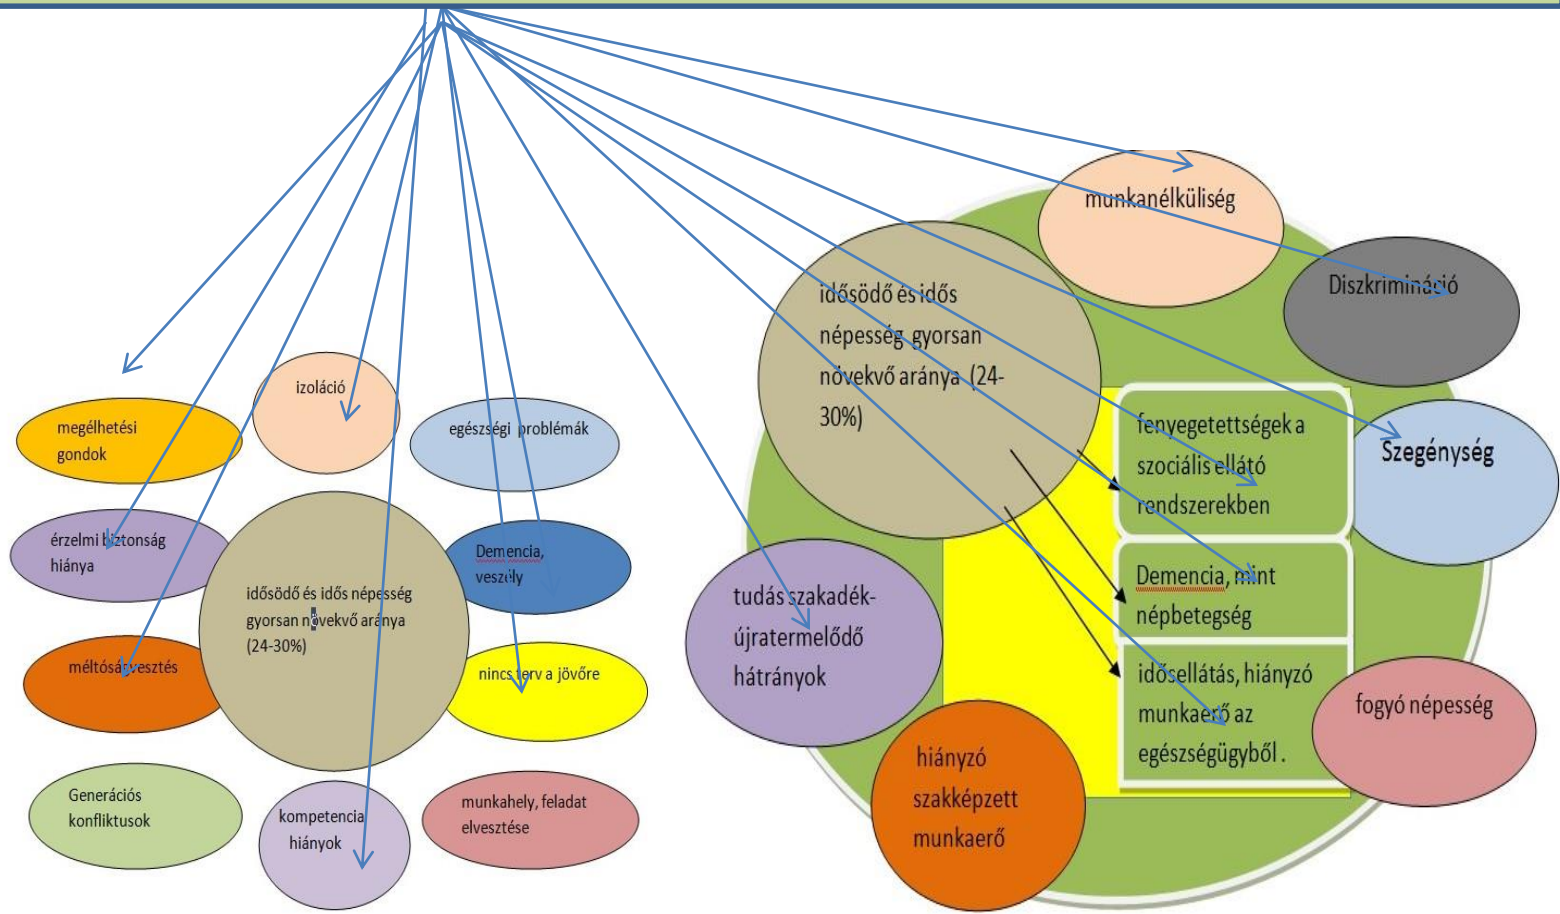 megélhetési
gondok
izoláció
egészségi problémák
érzelmi biztonság
hiánya
idősödő és idős népesség
gyorsan növekvő aránya
(24-30%)
Demencia,
veszély
méltóságvesztés
nincs terv a jövőre
Generációs
konfliktusok
kompetencia
hiányok
munkahely, feladat
elvesztése
munkanélküliség
Diszkrimináció
idősödő és idős
népesség gyorsan
növekvő aránya (24-
30%)
fenyegetettségek a
szociális ellátó
rendszerekben
Szegénység
Demencia, mint
népbetegség
tudás szakadék-
újratermelődő
hátrányok
idősellátás, hiányzó
munkaerő az
egészségügyből .
fogyó népesség
hiányzó
szakképzett
munkaerő